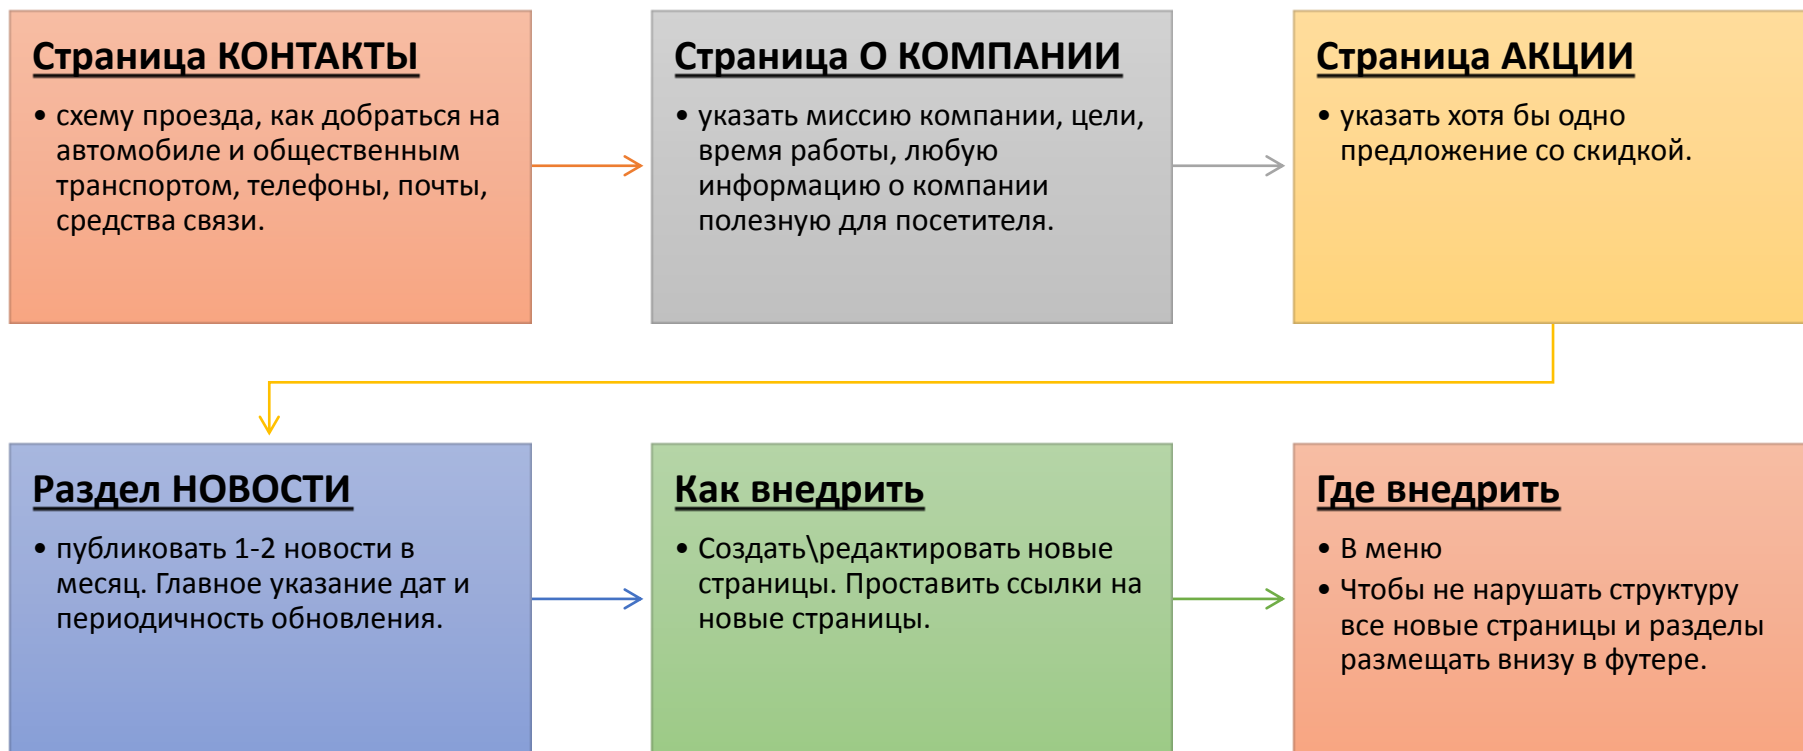 Страница КОНТАКТЫ
• схему проезда, как добраться на
автомобиле и общественным
транспортом, телефоны, почты,
средства связи.
Страница О КОМПАНИИ
• указать миссию компании, цели,
время работы, любую
информацию о компании
полезную для посетителя.
Страница АКЦИИ
• указать хотя бы одно
предложение со скидкой.
Раздел НОВОСТИ
• публиковать 1-2 новости в
месяц. Главное указание дат и
периодичность обновления.
Как внедрить
• Создать\редактировать новые
страницы. Проставить ссылки на
новые страницы.
Где внедрить
• В меню
• Чтобы не нарушать структуру
все новые страницы и разделы
размещать внизу в футере.